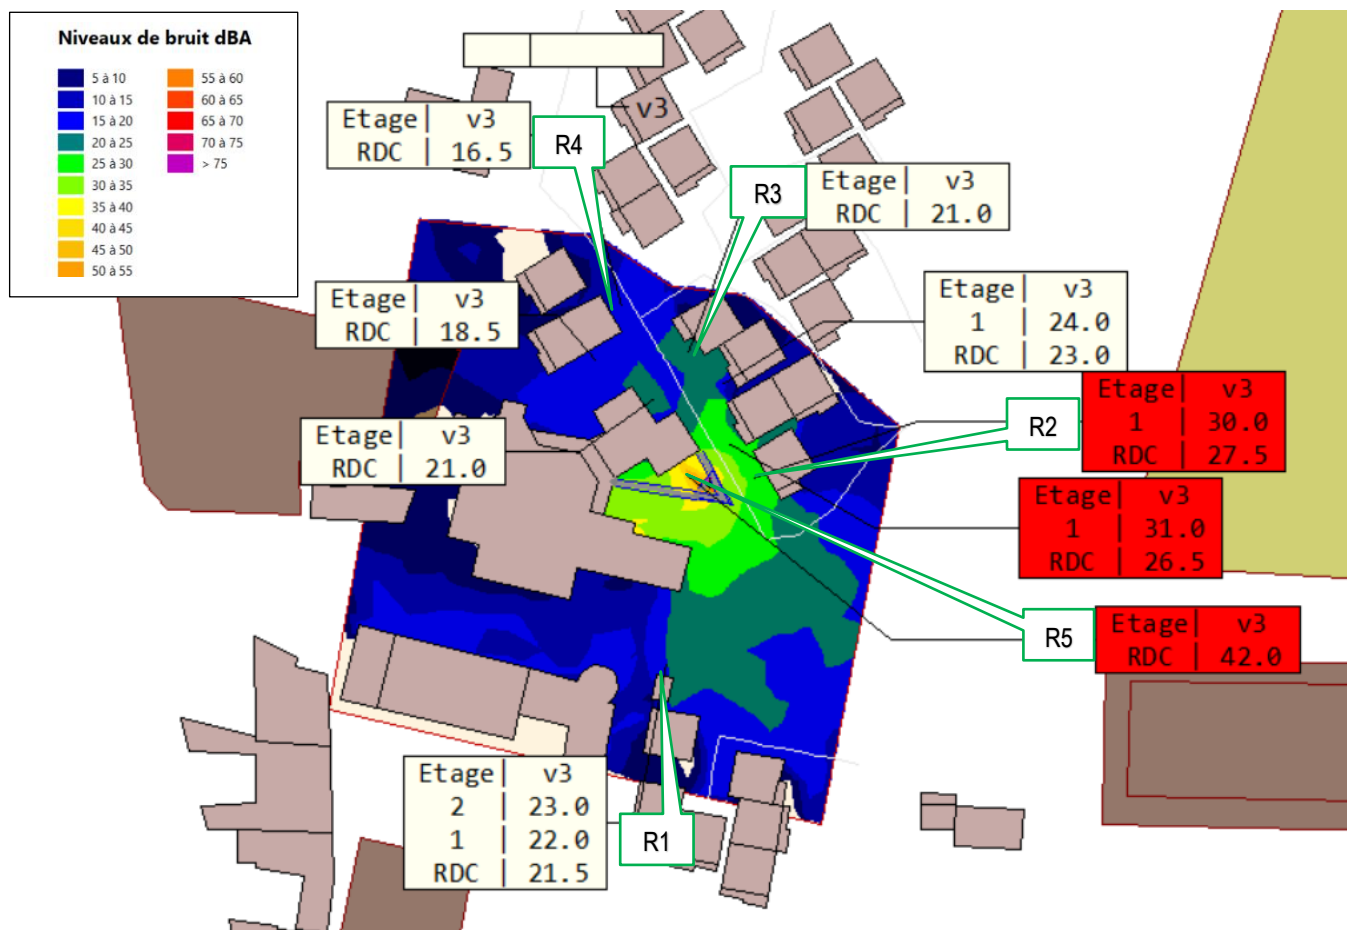 Niveaux de bruit dBA
5 à 10
10 à 15
15 à 20
20 à 25
25 à 30
30 à 35
35 à 40
40 à 45
45 à 50
50 à 55
55 à 60
60 à 65
65 à 70
70 à 75
> 75
v3
Etage| v3
RDC | 16.5
R4
R3
Etage| v3
RDC | 21.0
Etage| v3
RDC | 18.5
Etage| v3
1 | 24.0
RDC | 23.0
R2
Etage| v3
1 | 30.0
RDC | 27.5
Etage| v3
RDC | 21.0
Etage| v3
1 | 31.0
RDC | 26.5
R5
Etage| v3
RDC | 42.0
Etage| v3
2 | 23.0
1 | 22.0
RDC | 21.5
R1